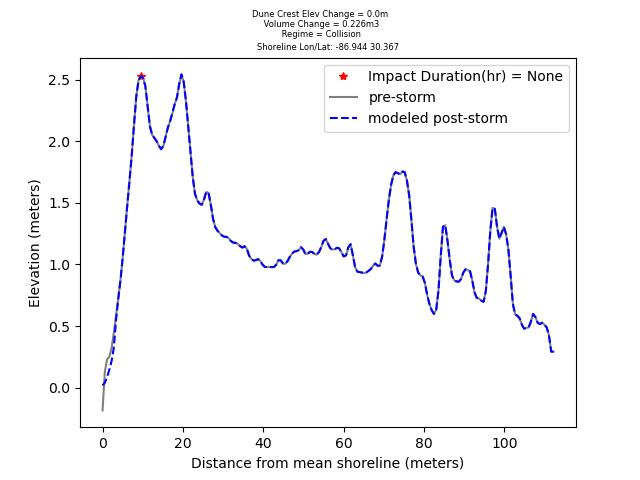 Dune Crest Elev Change = 0.0m
Volume Change = 0.226m3
Regime = Collision
Shoreline Lon/Lat: -86.944 30.367
Impact Duration(hr) = None
pre-storm
modeled post-storm
2.5
2.0
1.5
1.0
0.5
0.0
Elevation (meters)
0 20 40 60 80 100
Distance from mean shoreline (meters)